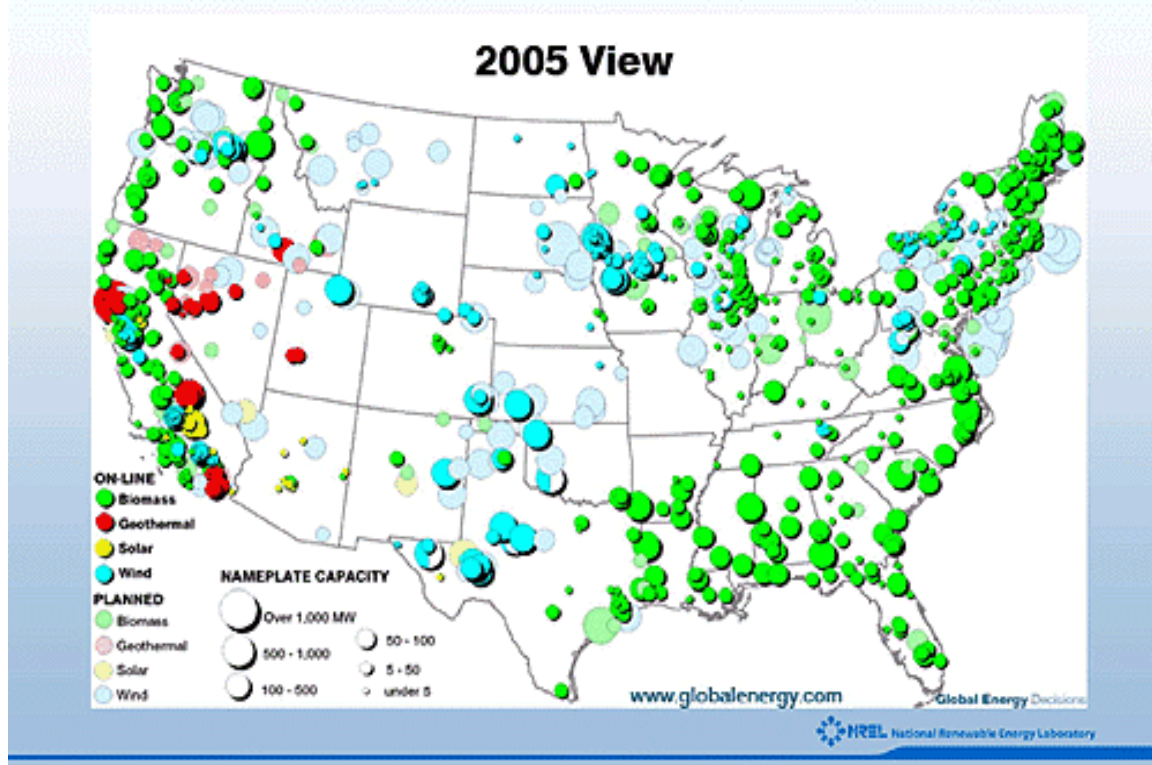 2005 View
ON-LINE
Biomass
Geothermal
Solar
Wind
PLANNED
Biomass
Geothermal
Solar
Wind
NAMEPLATE CAPACITY
Over 1,000 MW
500 - 1,000
100 - 500
50 - 100
5 - 50
under 5
www.globalenergy.com
Global Energy Decisions
NREL National Renewable Energy Laboratory